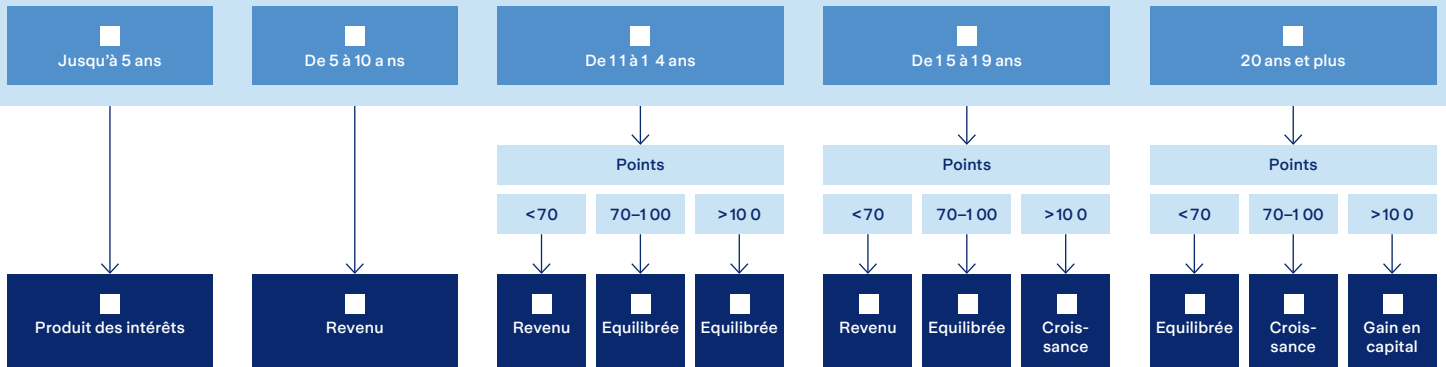 Jusqu'à 5 ans
De 5 à 10 a ns
De 1 1 à 1 4 ans
De 1 5 à 1 9 ans
20 ans et plus
Points
Points
Points
<70
70–1 00
>10 0
<70
70–1 00
>10 0
<70
70–1 00
>10 0
Produit des intérêts
Revenu
Revenu
Equilibrée
Equilibrée
Revenu
Equilibrée
Crois-
sance
Equilibrée
Crois-
sance
Gain en
capital